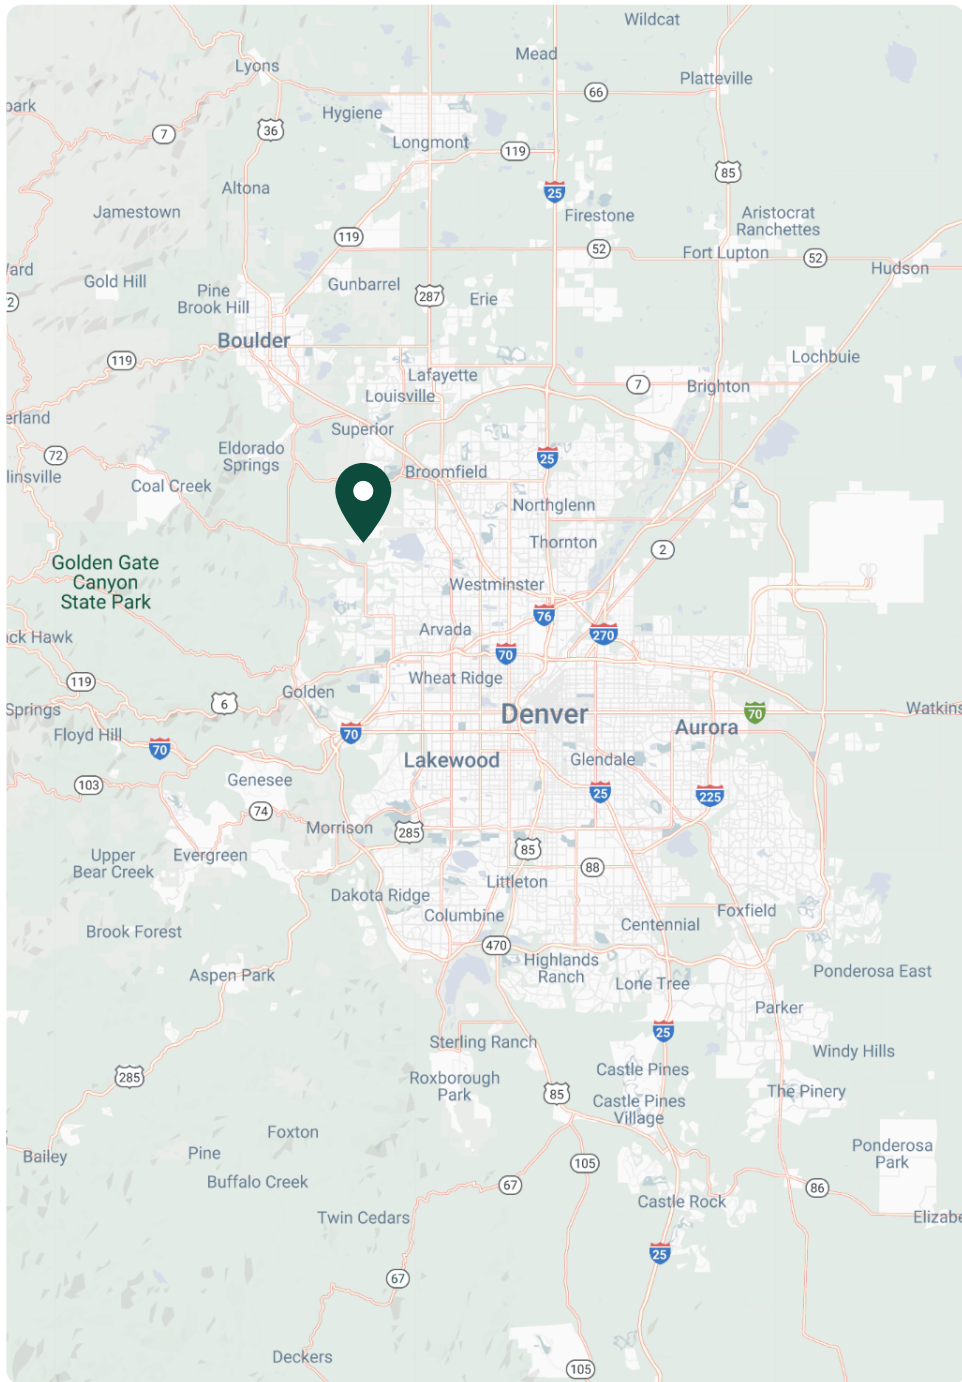 Wildcat
Mead
Lyons
Platteville
park
66
Hygiene
7
36
Longmont
119
85
25
Altona
Jamestown
Firestone
Aristocrat
Ranchettes
119
52
Fort Lupton
52
Hudson
Ward
Gold Hill
Pine
Brook Hill
Gunbarrel
287
Erie
2
Boulder
119
Lochbuie
Lafayette
7
Brighton
Louisville
erland
Superior
72
Eldorado
Springs
25
llinsville
Coal Creek
Broomfield
Northglenn
Thornton
2
Golden Gate
Canyon
State Park
Westminster
76
Arvada
270
ack Hawk
70
119
Wheat Ridge
Golden
6
Springs
Denver
70
Watkins
Floyd Hill
70
70
Aurora
Lakewood
Glendale
103
Genesee
25
225
74
Morrison
285
85
Upper
Bear Creek
Evergreen
88
Littleton
Dakota Ridge
Columbine
Foxfield
Centennial
Brook Forest
470
Highlands
Ranch
Aspen Park
Lone Tree
Ponderosa East
Parker
25
Sterling Ranch
Windy Hills
285
Roxborough
Park
Castle Pines
85
The Pinery
Castle Pines
Village
Foxton
Bailey
Pine
Ponderosa
Park
105
Buffalo Creek
67
86
Castle Rock
Twin Cedars
Elizabe
25
67
Deckers
105